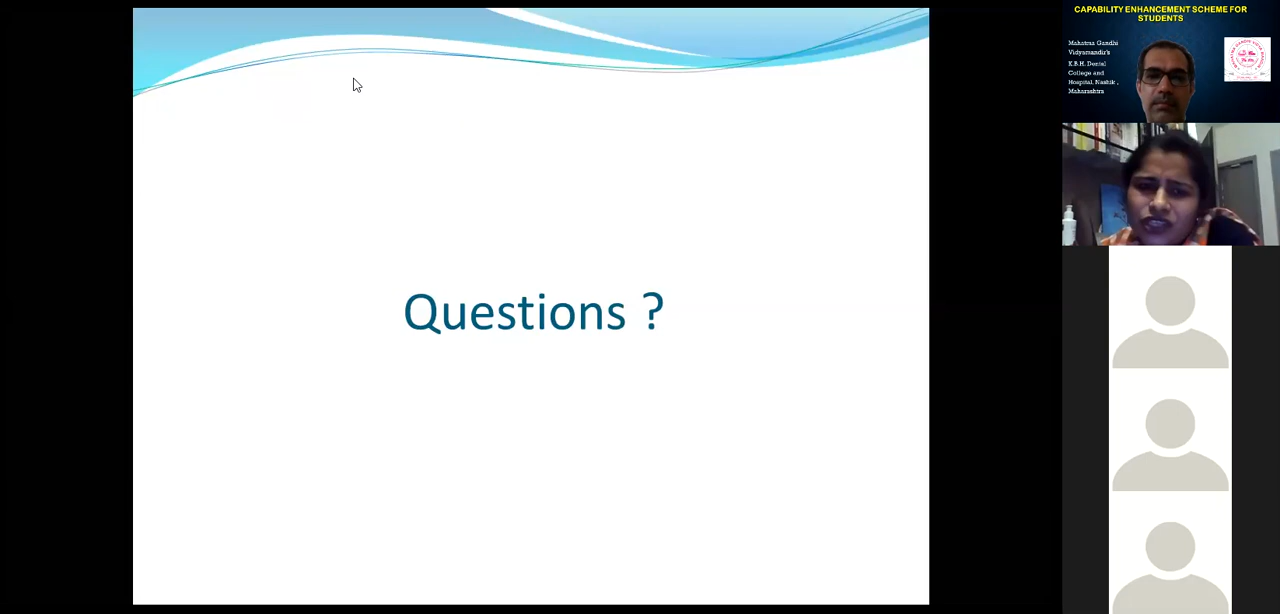 CAPABILITY ENHANCEMENT SCHEME FOR
STUDENTS
Mahatma Gandhi
Vidyamandir's
K.B.H. Dental
College and
Hospital, Nashik ,
Maharashtra
Questions ?